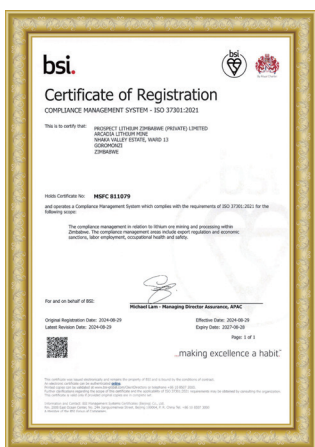 bsi.
bsi
Certificate of Registration
COMPLIANCE MANAGEMENT SYSTEM - ISO 37301:2021
This is to certify that:
PROSPECT LITHIUM ZIMBABWE (PRIVATE) LIMITED
ARCADIA LITHIUM MINE
NHAKA VALLEY ESTATE, WARD 13
GOROMONZI
ZIMBABWE
Holds Certificate No: MSFC 811079
and operates a Compliance Management System which complies with the requirements of ISO 37301:2021 for the
following scope:
The compliance management in relation to lithium ore mining and processing within
Zimbabwe. The compliance management areas include export regulation and economic
sanctions, labor employment, occupational health and safety.
For and on behalf of BSI:
Michael Lam - Managing Director Assurance, APAC
Original Registration Date: 2024-08-29
Effective Date: 2024-08-29
Latest Revision Date: 2024-08-29
Expiry Date: 2027-08-28
Page: 1 of 1
...making excellence a habit.